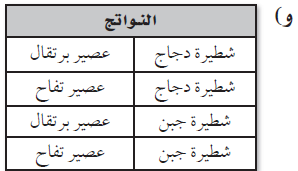 و)
النواتج
شطيرة دجاج عصير برتقال
شطيرة دجاج عصير تفاح
شطيرة جبن عصير برتقال
شطيرة جبن عصير تفاح